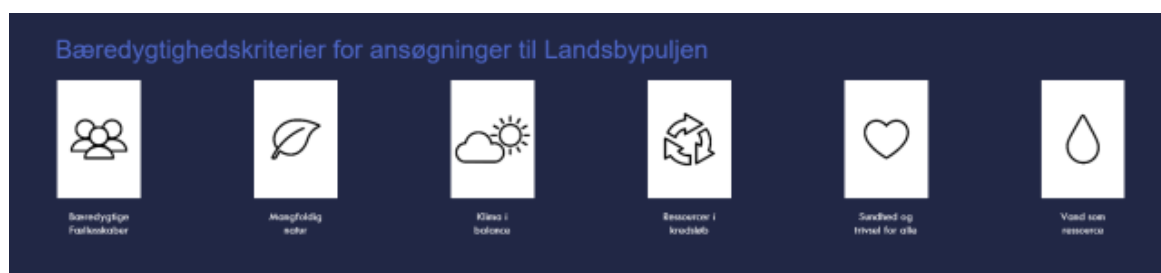 Bæredygtighedskriterier for ansøgninger til Landsbypuljen
Bæredygtige
Fællesskaber
Mangfoldig
natur
Klima i
balance
Ressourcer i
kredsløb
Sundhed og
trivsel for alle
Vand som
ressource